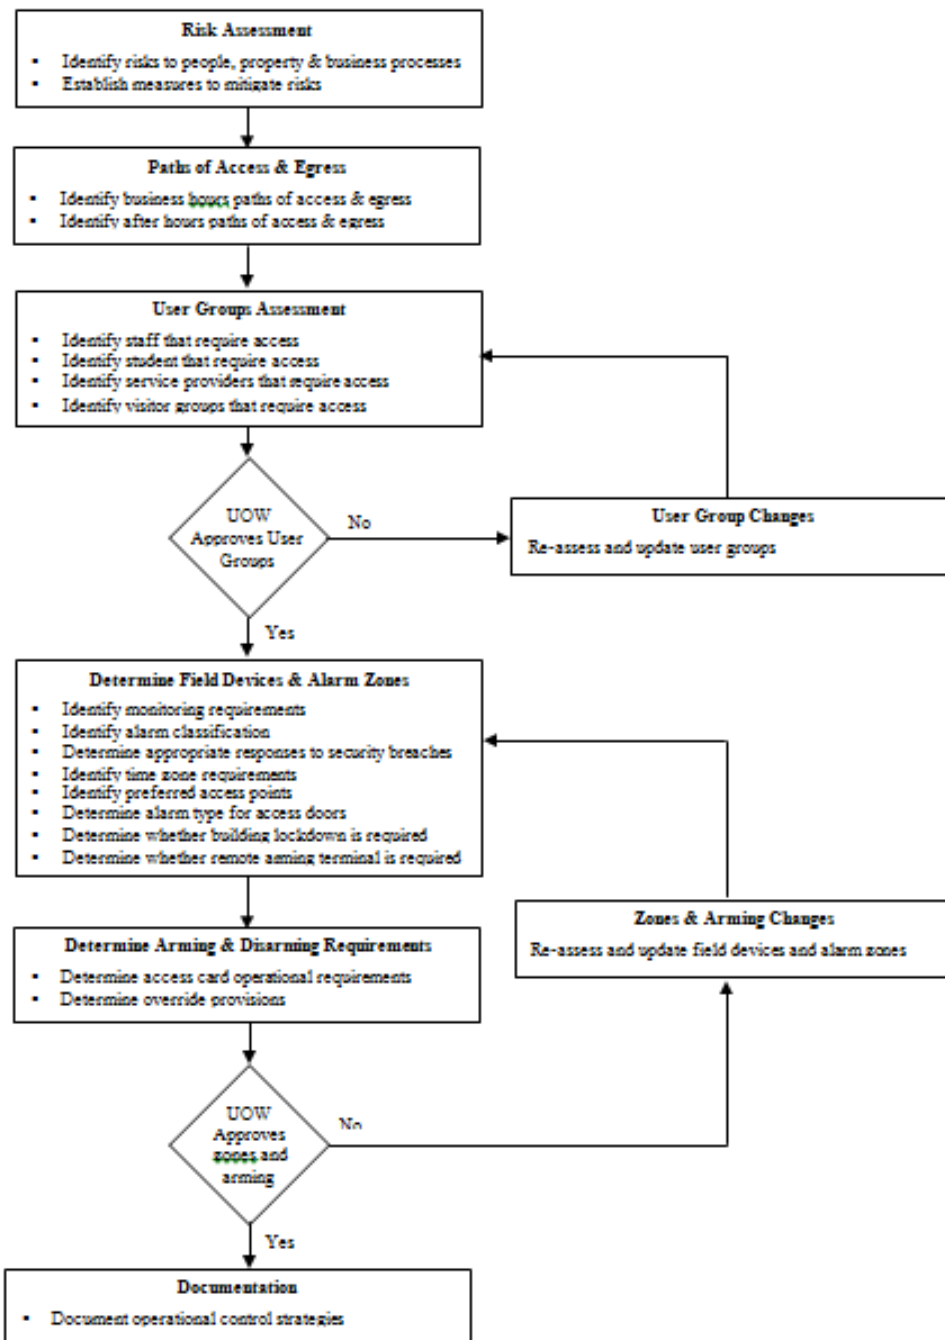 Risk Assessment
▪ Identify risks to people, property & business processes
▪ Establish measures to mitigate risks
Paths of Access & Egress
▪ Identify business hours paths of access & egress
▪ Identify after hours paths of access & egress
User Groups Assessment
▪ Identify staff that require access
▪ Identify student that require access
▪ Identify service providers that require access
▪ Identify visitor groups that require access
UOW
Approves User
Groups
No
User Group Changes
Re-assess and update user groups
Yes
Determine Field Devices & Alarm Zones
▪ Identify monitoring requirements
▪ Identify alarm classification
▪ Determine appropriate responses to security breaches
▪ Identify time zone requirements
▪ Identify preferred access points
▪ Determine alarm type for access doors
▪ Determine whether building lockdown is required
▪ Determine whether remote arming terminal is required
Zones & Arming Changes
Re-assess and update field devices and alarm zones
Determine Arming & Disarming Requirements
▪ Determine access card operational requirements
▪ Determine override provisions
UOW
Approves
zones and
arming
No
Yes
Documentation
▪ Document operational control strategies